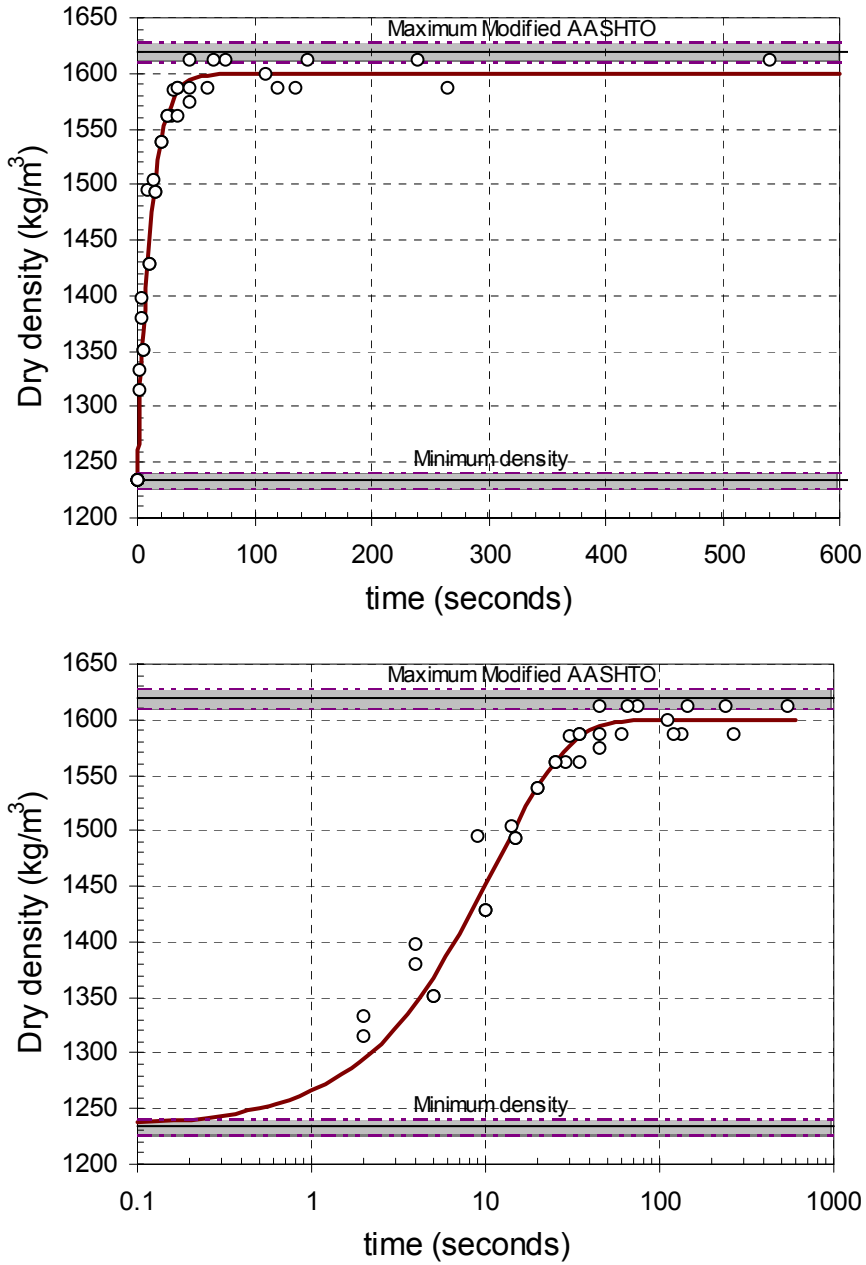 Maximum Modified AASHTO
1650
1600
1550
1500
1450
1400
1350
1300
1250
1200
Dry density (kg/m³)
Minimum density
0 100 200 300 400 500 600
time (seconds)
Maximum Modified AASHTO
1650
1600
1550
1500
1450
1400
1350
1300
1250
1200
Dry density (kg/m³)
Minimum density
0.1 1 10 100 1000
time (seconds)